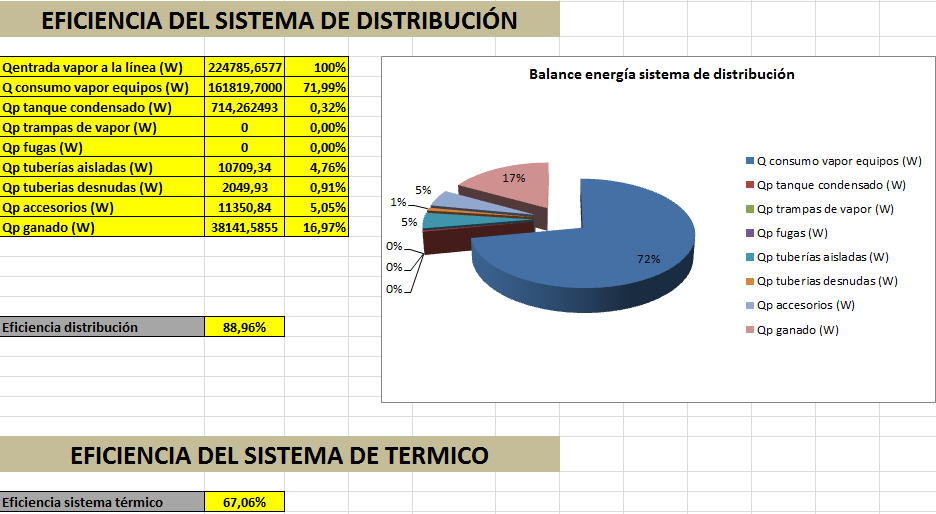 EFICIENCIA DEL SISTEMA DE DISTRIBUCIÓN
Qentrada vapor a la línea (W) 224785,6577 100%
Q consumo vapor equipos (W) 161819,7000 71,99%
Qp tanque condensado (W) 714,262493 0,32%
Qp trampas de vapor (W) 0 0,00%
Qp fugas (W) 0 0,00%
Qp tuberías aisladas (W) 10709,34 4,76%
Qp tuberias desnudas (W) 2049,93 0,91%
Qp accesorios (W) 11350,84 5,05%
Qp ganado (W) 38141,5855 16,97%
Eficiencia distribución 88,96%
Balance energía sistema de distribución
17%
5%
1%
5%
0%
0%
0%
72%
Q consumo vapor equipos (W)
Qp tanque condensado (W)
Qp trampas de vapor (W)
Qp fugas (W)
Qp tuberías aisladas (W)
Qp tuberias desnudas (W)
Qp accesorios (W)
Qp ganado (W)
EFICIENCIA DEL SISTEMA DE TERMICO
Eficiencia sistema térmico 67,06%